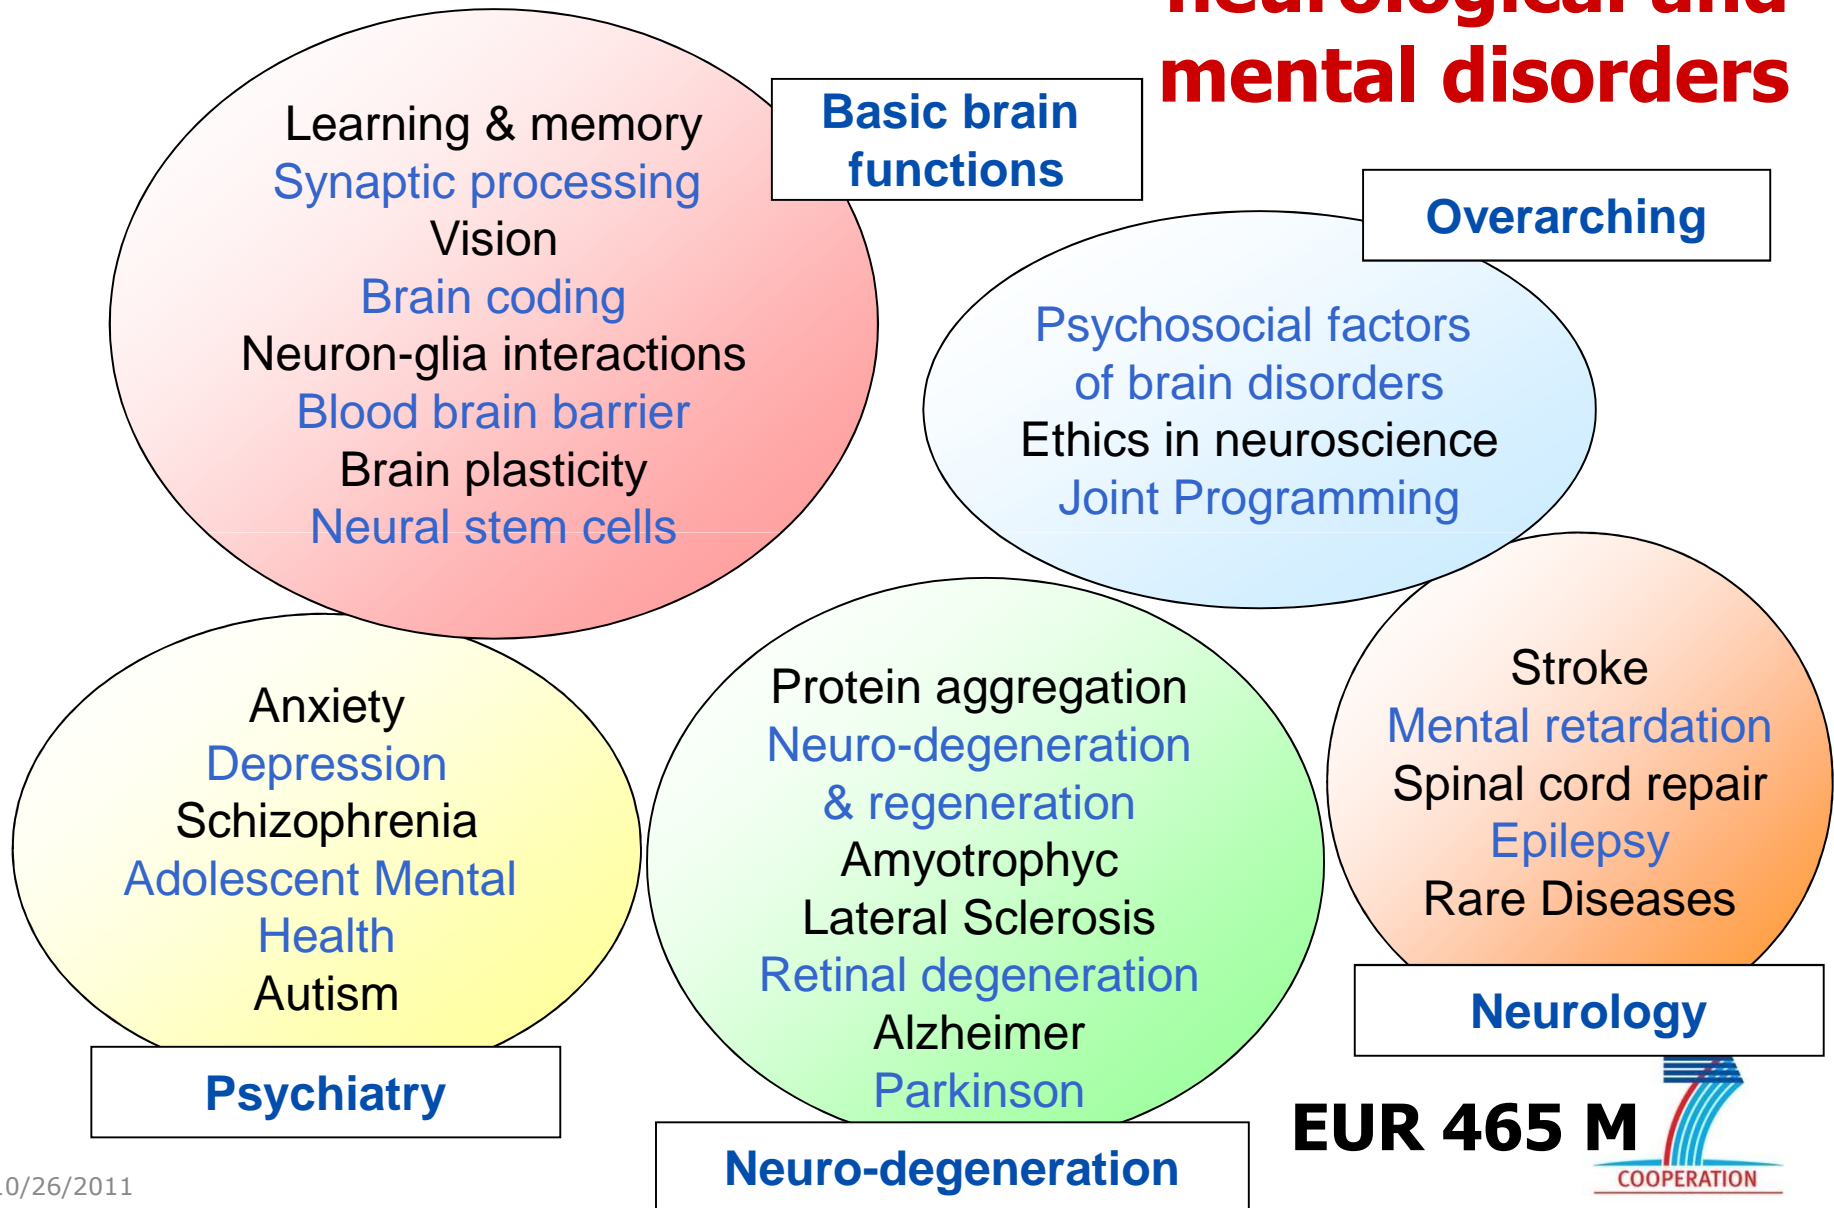 neurological and
mental disorders
Basic brain
functions
Learning & memory
Synaptic processing
Vision
Brain coding
Neuron-glia interactions
Blood brain barrier
Brain plasticity
Neural stem cells
Overarching
Psychosocial factors
of brain disorders
Ethics in neuroscience
Joint Programming
Anxiety
Depression
Schizophrenia
Adolescent Mental
Health
Autism
Psychiatry
Protein aggregation
Neuro-degeneration
& regeneration
Amyotrophyc
Lateral Sclerosis
Retinal degeneration
Alzheimer
Parkinson
Neuro-degeneration
Stroke
Mental retardation
Spinal cord repair
Epilepsy
Rare Diseases
Neurology
EUR 465 M
COOPERATION
10/26/2011